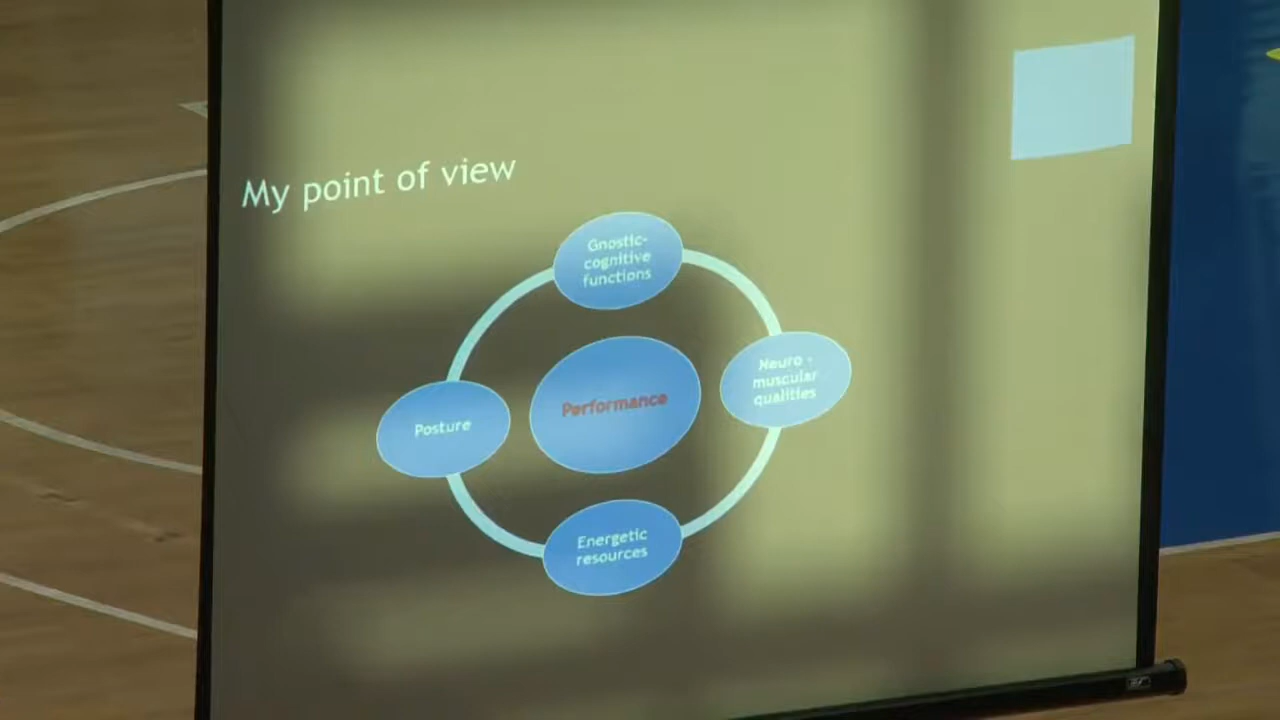 My point of view
Gnostic-
cognitive
functions
Neuro -
muscular
qualities
Performance
Posture
Energetic
resources